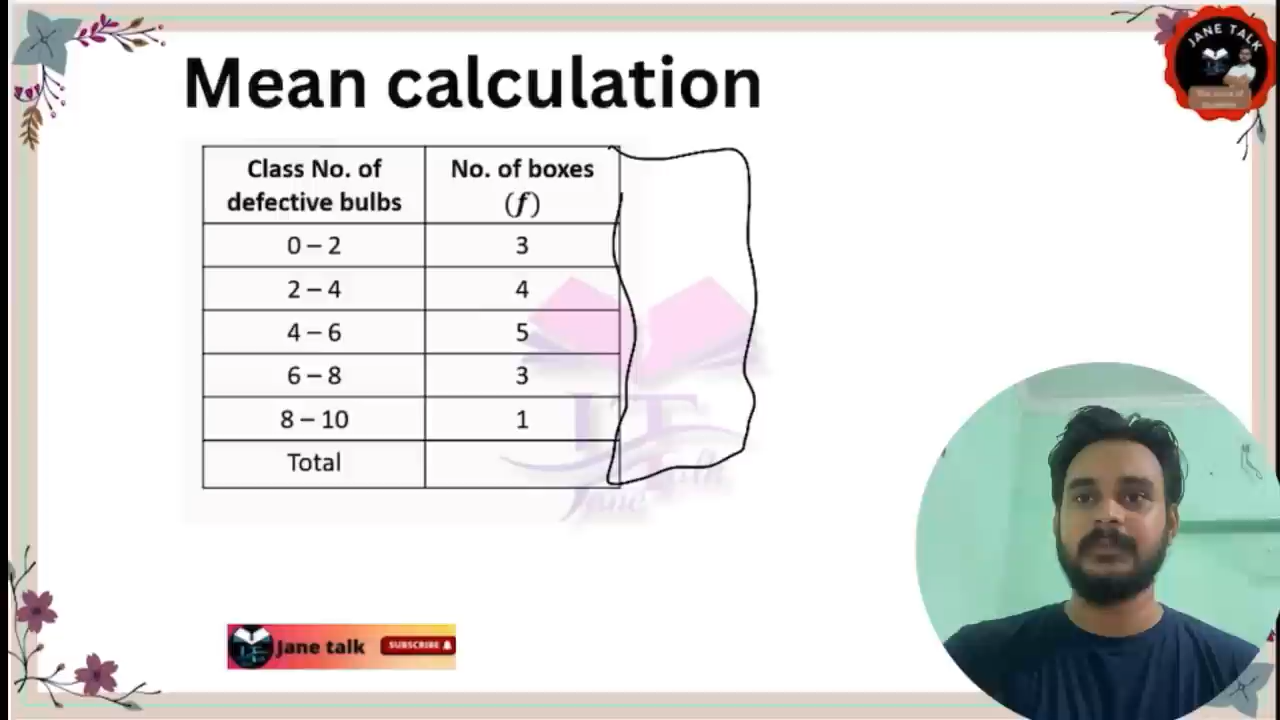 Mean calculation
JANE TALK
Class No. of defective bulbs
No. of boxes (f)
0 – 2
3
2 – 4
4
4 – 6
5
6 – 8
3
8 – 10
1
Total
Jane talk
SUBSCRIBE